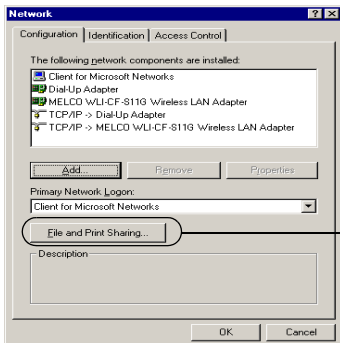 Network
Configuration Identification Access Control
The following network components are installed:
Client for Microsoft Networks
Dial-Up Adapter
MELCO WLI-CF-S11G Wireless LAN Adapter
TCP/IP -> Dial-Up Adapter
TCP/IP -> MELCO WLI-CF-S11G Wireless LAN Adapter
Add... Remove Properties
Primary Network Logon:
Client for Microsoft Networks
File and Print Sharing...
Description
OK Cancel